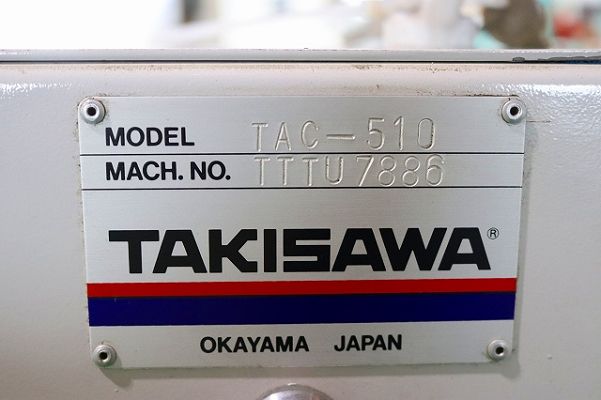 MODEL TAC-510
MACH. NO. TTTU7886
TAKISAWA®
OKAYAMA JAPAN